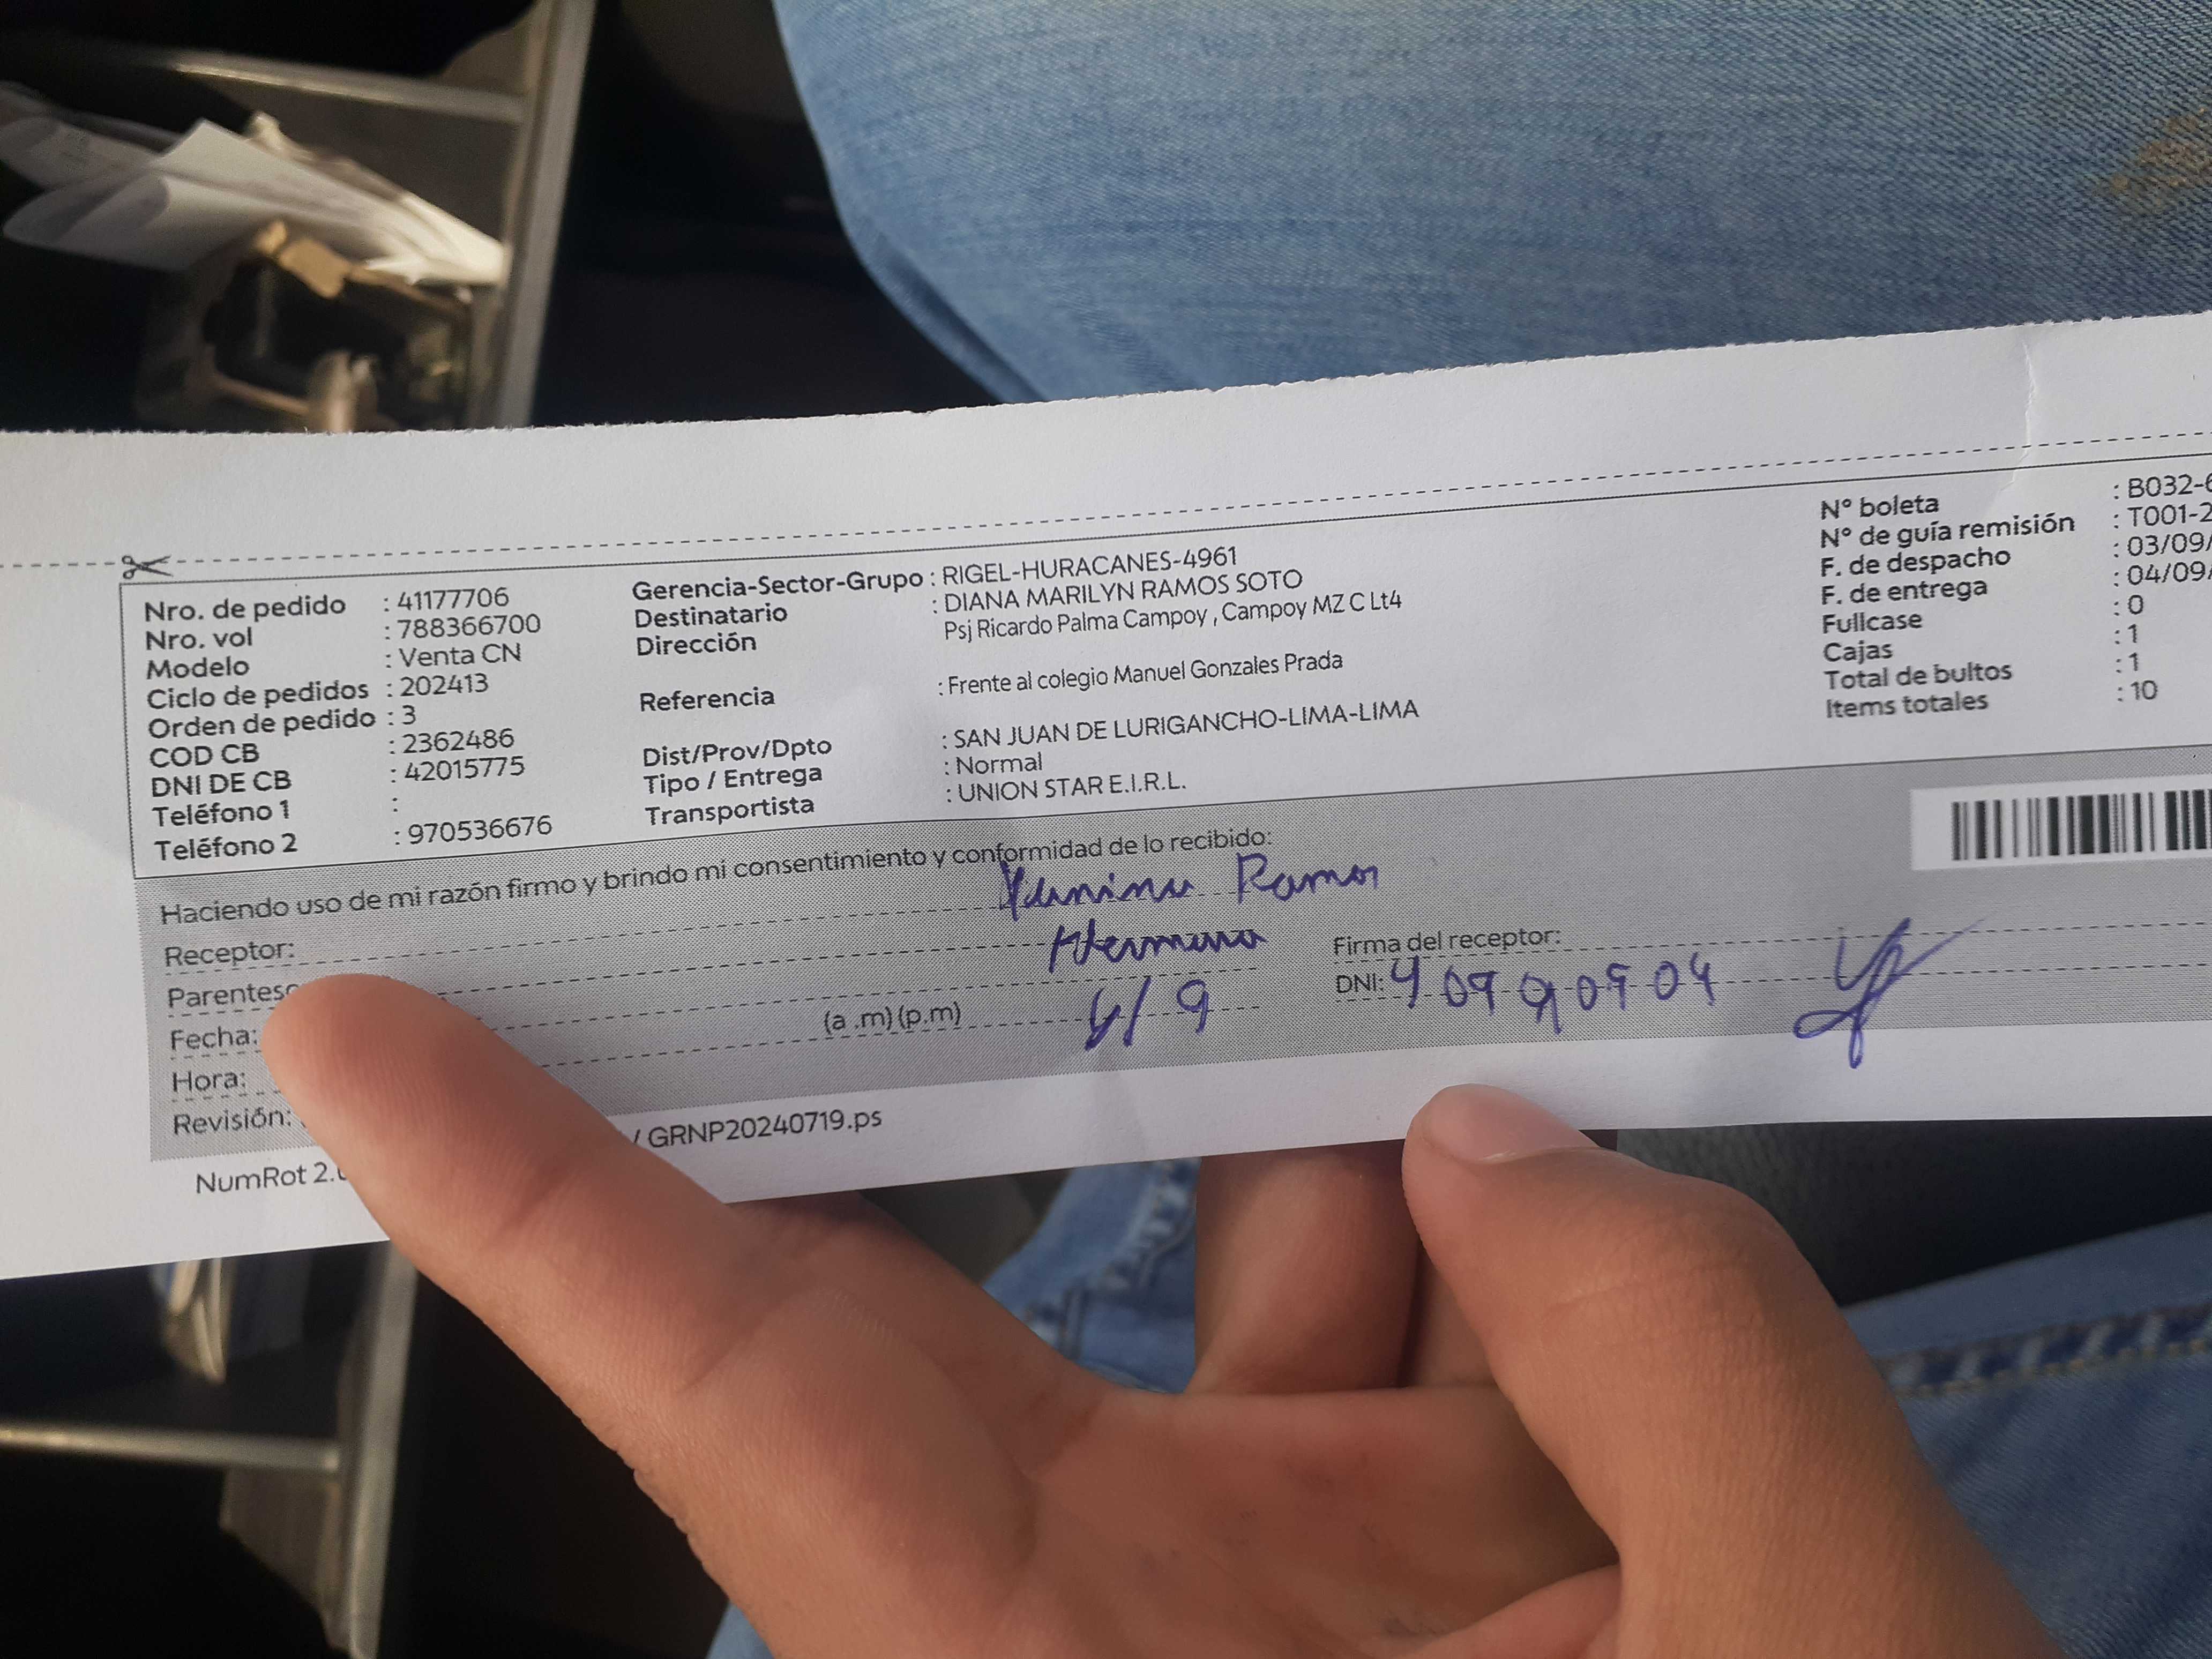 Nro. de pedido : 41177706
Nro. vol : 788366700
Modelo : Venta CN
Ciclo de pedidos : 202413
Orden de pedido : 3
COD CB : 2362486
DNI DE CB : 42015775
Teléfono 1 :
Teléfono 2 : 970536676
Gerencia-Sector-Grupo : RIGEL-HURACANES-4961
Destinatario : DIANA MARILYN RAMOS SOTO
Dirección Psj Ricardo Palma Campoy , Campoy MZ C Lt4
Referencia : Frente al colegio Manuel Gonzales Prada
Dist/Prov/Dpto : SAN JUAN DE LURIGANCHO-LIMA-LIMA
Tipo / Entrega : Normal
Transportista : UNION STAR E.I.R.L.
N° boleta : B032-6
N° de guía remisión : T001-2
F. de despacho : 03/09/
F. de entrega : 04/09/
Fullcase : 0
Cajas : 1
Total de bultos : 1
Items totales : 10
Haciendo uso de mi razón firmo y brindo mi consentimiento y conformidad de lo recibido:
Receptor: Ramos
Parentesc Hermana
Fecha: 4/9
Hora: (a .m)(p.m)
Revisión:
Firma del receptor:
DNI:
NumRot 2. / GRNP20240719.ps